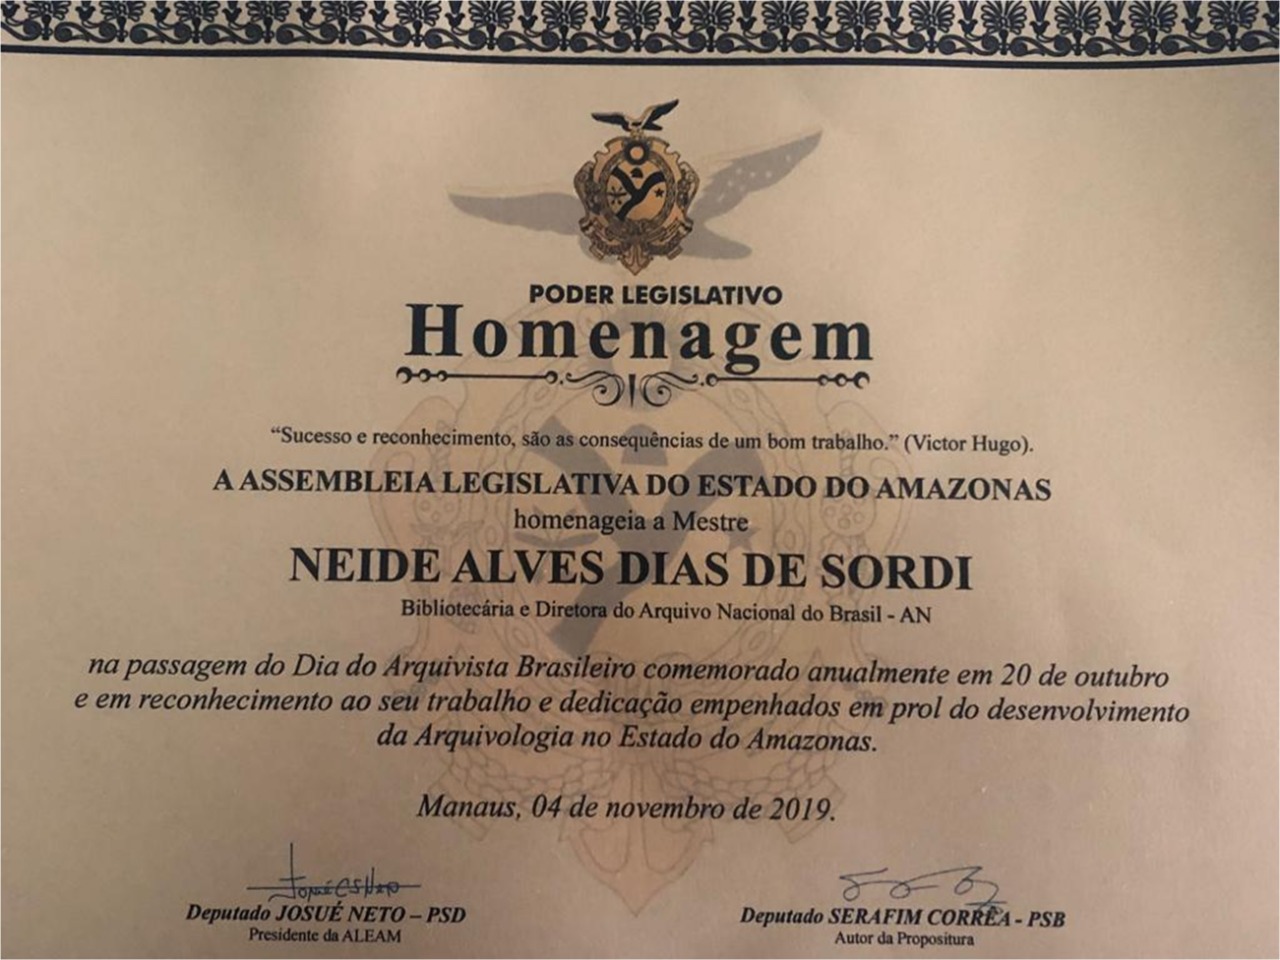 PODER LEGISLATIVO
Homenagem
“Sucesso e reconhecimento, são as consequências de um bom trabalho.” (Victor Hugo).
A ASSEMBLEIA LEGISLATIVA DO ESTADO DO AMAZONAS
homenageia a Mestre
NEIDE ALVES DIAS DE SORDI
Bibliotecária e Diretora do Arquivo Nacional do Brasil - AN
na passagem do Dia do Arquivista Brasileiro comemorado anualmente em 20 de outubro
e em reconhecimento ao seu trabalho e dedicação empenhados em prol do desenvolvimento
da Arquivologia no Estado do Amazonas.
Manaus, 04 de novembro de 2019.
Deputado JOSUÉ NETO – PSD
Presidente da ALEAM
Deputado SERAFIM CORRÊA - PSB
Autor da Propositura